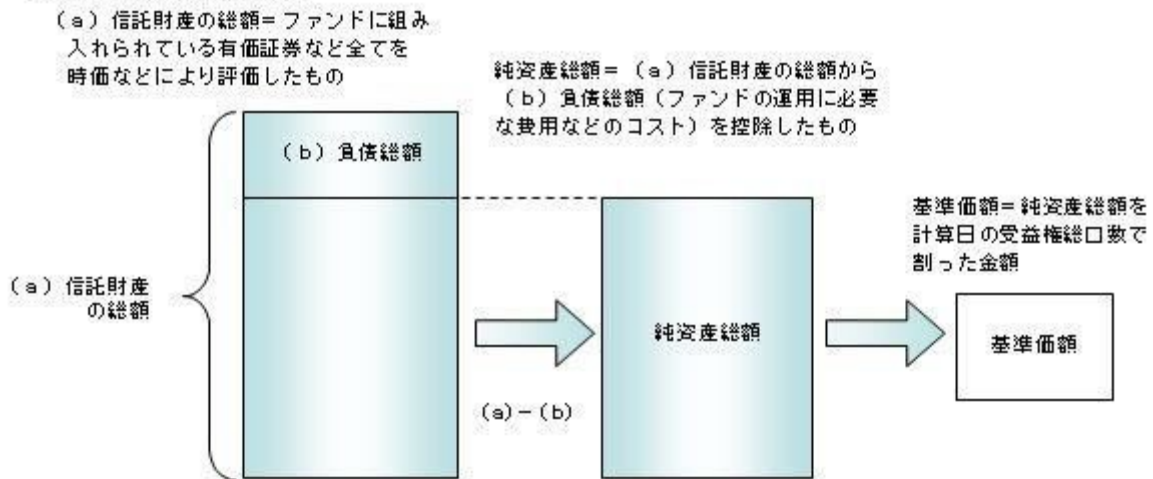 (a) 信託財産の総額=ファンドに組み
入れられている有価証券など全てを
時価などにより評価したもの
純資産総額= (a) 信託財産の総額から
(b) 負債総額(ファンドの運用に必要
な費用などのコスト)を控除したもの
(b) 負債総額
基準価額=純資産総額を
計算日の受益権総口数で
割った金額
(a) 信託財産
の総額
純資産総額
基準価額
(a)-(b)